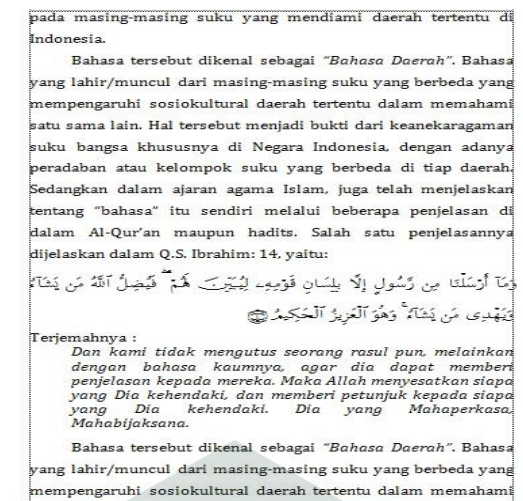 pada masing-masing suku yang mendiami daerah tertentu di
Indonesia.
Bahasa tersebut dikenal sebagai "Bahasa Daerah". Bahasa
yang lahir/muncul dari masing-masing suku yang berbeda yang
mempengaruhi sosiokultural daerah tertentu dalam memahami
satu sama lain. Hal tersebut menjadi bukti dari keanekaragaman
suku bangsa khususnya di Negara Indonesia, dengan adanya
peradaban atau kelompok suku yang berbeda di tiap daerah.
Sedangkan dalam ajaran agama Islam, juga telah menjelaskan
tentang "bahasa" itu sendiri melalui beberapa penjelasan di
dalam Al-Qur'an maupun hadits. Salah satu penjelasannya
dijelaskan dalam Q.S. Ibrahim: 14, yaitu:
وَمَآ أَرْسَلْنَا مِن رَّسُولٍ إِلَّا بِلِسَانِ قَوْمِهِۦ لِيُبَيِّنَ لَهُمْ ۖ فَيُضِلُّ ٱللَّهُ مَن يَشَآءُ
وَيَهْدِى مَن يَشَآءُ ۚ وَهُوَ ٱلْعَزِيزُ ٱلْحَكِيمُ
Terjemahnya :
Dan kami tidak mengutus seorang rasul pun, melainkan
dengan bahasa kaumnya, agar dia dapat memberi
penjelasan kepada mereka. Maka Allah menyesatkan siapa
yang Dia kehendaki, dan memberi petunjuk kepada siapa
yang Dia kehendaki. Dia yang Mahaperkasa,
Mahabijaksana.
Bahasa tersebut dikenal sebagai "Bahasa Daerah". Bahasa
yang lahir/muncul dari masing-masing suku yang berbeda yang
mempengaruhi sosiokultural daerah tertentu dalam memahami